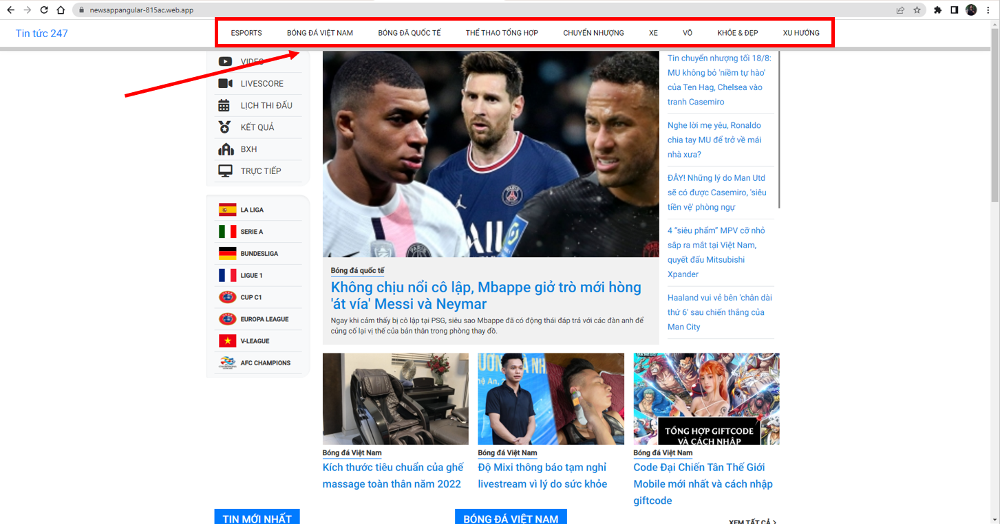 newsappangular-815ac.web.app
Tin tức 247
ESPORTS BÓNG ĐÁ VIỆT NAM BÓNG ĐÁ QUỐC TẾ THỂ THAO TỔNG HỢP CHUYỂN NHƯỢNG XE VÕ KHỎE & ĐẸP XU HƯỚNG
VIDEO
LIVESCORE
LỊCH THI ĐẤU
KẾT QUẢ
BXH
TRỰC TIẾP
LA LIGA
SERIE A
BUNDESLIGA
LIGUE 1
CUP C1
EUROPA LEAGUE
V-LEAGUE
AFC CHAMPIONS
Bóng đá quốc tế
Không chịu nổi cô lập, Mbappe giở trò mới hòng
'át vía' Messi và Neymar
Ngay khi cảm thấy bị cô lập tại PSG, siêu sao Mbappe đã có động thái đáp trả với các đàn anh để
củng cố lại vị thế của bản thân trong phòng thay đồ.
Tin chuyển nhượng tối 18/8:
MU không bỏ 'niềm tự hào'
của Ten Hag, Chelsea vào
tranh Casemiro
Nghe lời mẹ yêu, Ronaldo
chia tay MU để trở về mái
nhà xưa?
ĐÂY! Những lý do Man Utd
sẽ có được Casemiro, 'siêu
tiền vệ' phòng ngự
4 “siêu phẩm” MPV cỡ nhỏ
sắp ra mắt tại Việt Nam,
quyết đấu Mitsubishi
Xpander
Haaland vui vẻ bên 'chân dài
thứ 6' sau chiến thắng của
Man City
Bóng đá Việt Nam
Kích thước tiêu chuẩn của ghế
massage toàn thân năm 2022
Bóng đá Việt Nam
Độ Mixi thông báo tạm nghỉ
livestream vì lý do sức khỏe
TỔNG HỢP GIFTCODE
VÀ CÁCH NHẬP
Bóng đá Việt Nam
Code Đại Chiến Tân Thế Giới
Mobile mới nhất và cách nhập
giftcode
TIN MỚI NHẤT
BÓNG ĐÁ VIỆT NAM
XEM TẤT CẢ